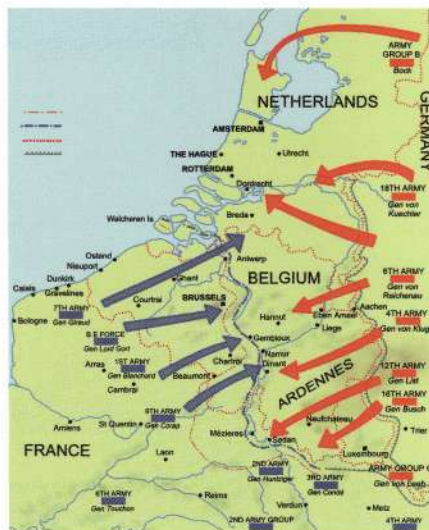 ARMY
GROUP B
Bock
NETHERLANDS
GERMANY
AMSTERDAM
THE HAGUE
Utrecht
ROTTERDAM
Dordrecht
18TH ARMY
Gen von
Kuechler
Walcheren Is
Breda
Ostend
Nieuport
Antwerp
Dunkirk
Calais
Gravelines
Ghent
BELGIUM
6TH ARMY
Gen von
Reichenau
7TH ARMY
Gen Giraud
Courtrai
BRUSSELS
Aachen
Bologne
Hannut
Eben Amael
4TH ARMY
Gen von Kluge
B E FORCE
Gen Lord Gort
Liege
Gembloux
1ST ARMY
Gen Blanchard
Arras
Charlroi
Namur
Dinant
12TH ARMY
Gen List
Cambrai
Beaumont
ARDENNES
16TH ARMY
Gen Busch
9TH ARMY
Gen Corap
Amiens
St Quentin
Neufchateau
Mézieres
Sedan
Trier
FRANCE
Laon
Luxembourg
2ND ARMY
Gen Huntziger
3RD ARMY
Gen Condé
ARMY GROUP C
Gen von Leeb
6TH ARMY
Gen Touchon
Reims
Verdun
Metz
2ND ARMY GROUP
4TH ARMY